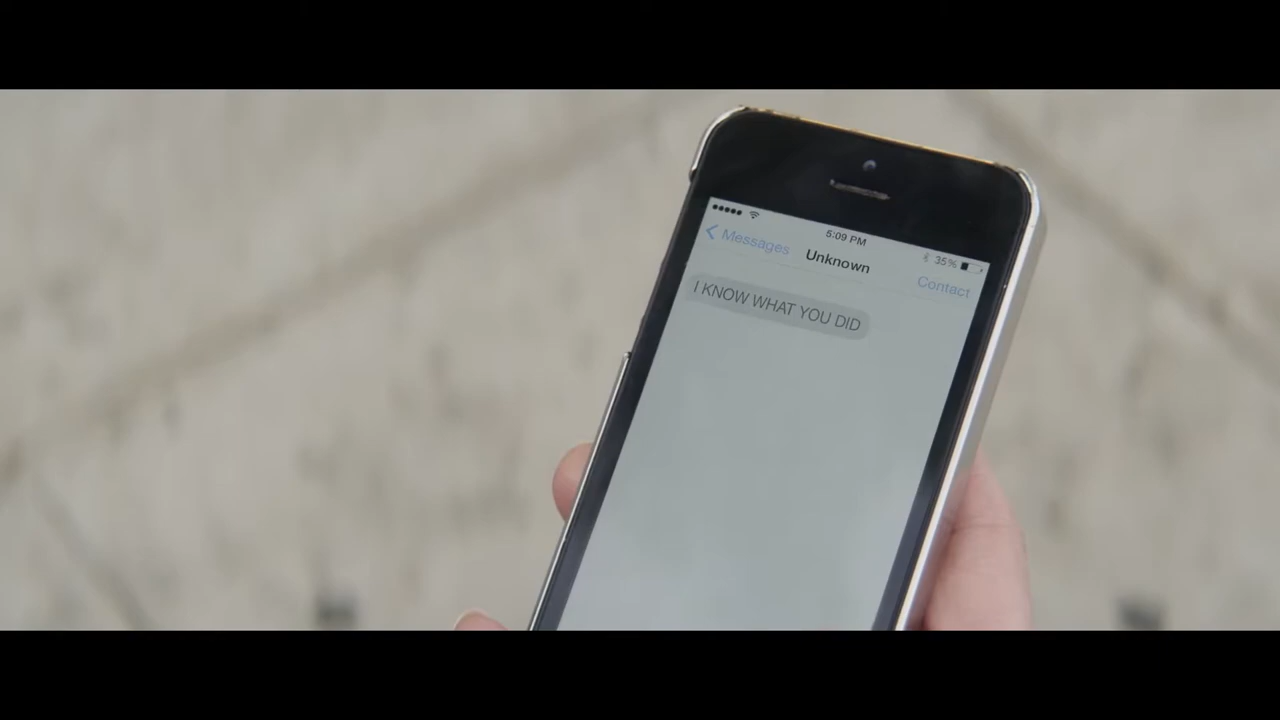 5:09 PM
35%
Messages
Unknown
Contact
I KNOW WHAT YOU DID